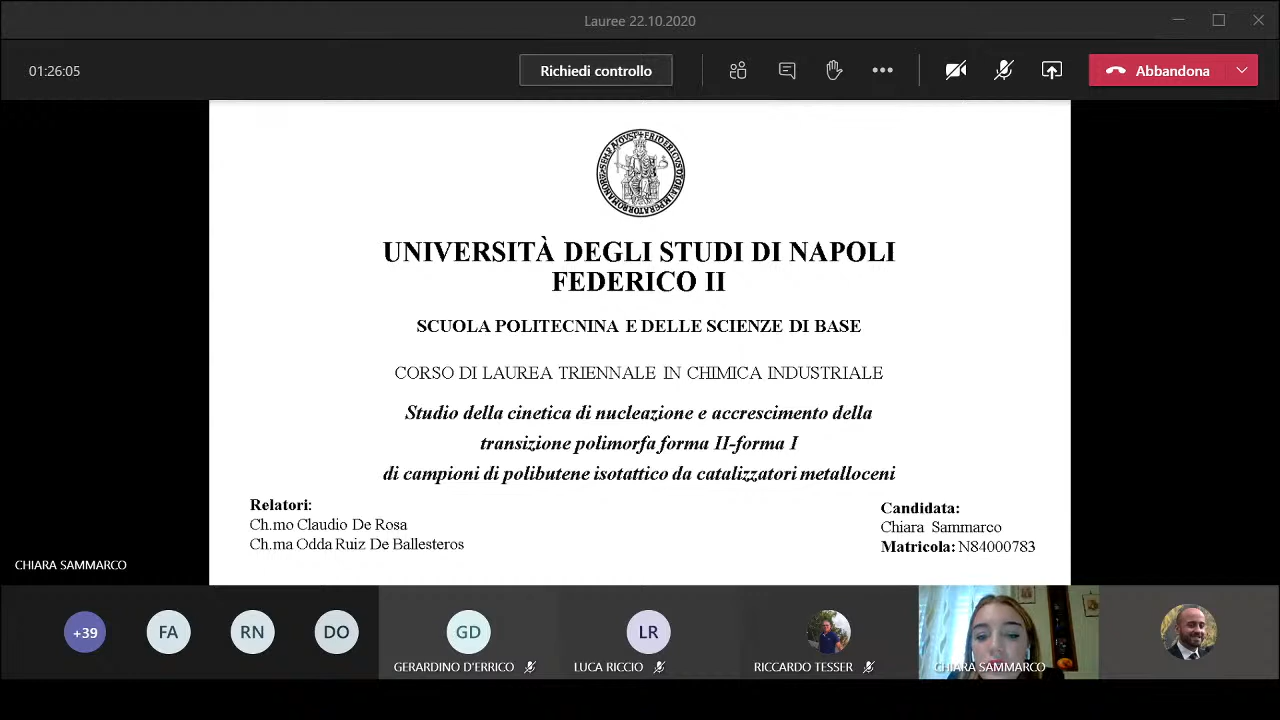 Lauree 22.10.2020
01:26:05
Richiedi controllo
Abbandona
UNIVERSITÀ DEGLI STUDI DI NAPOLI
FEDERICO II
SCUOLA POLITECNINA E DELLE SCIENZE DI BASE
CORSO DI LAUREA TRIENNALE IN CHIMICA INDUSTRIALE
Studio della cinetica di nucleazione e accrescimento della
transizione polimorfa forma II-forma I
di campioni di polibutene isotattico da catalizzatori metalloceni
Relatori:
Ch.mo Claudio De Rosa
Ch.ma Odda Ruiz De Ballesteros
Candidata:
Chiara Sammarco
Matricola: N84000783
CHIARA SAMMARCO
+39
FA
RN
DO
GD
GERARDINO D'ERRICO
LR
LUCA RICCIO
RICCARDO TESSER
CHIARA SAMMARCO